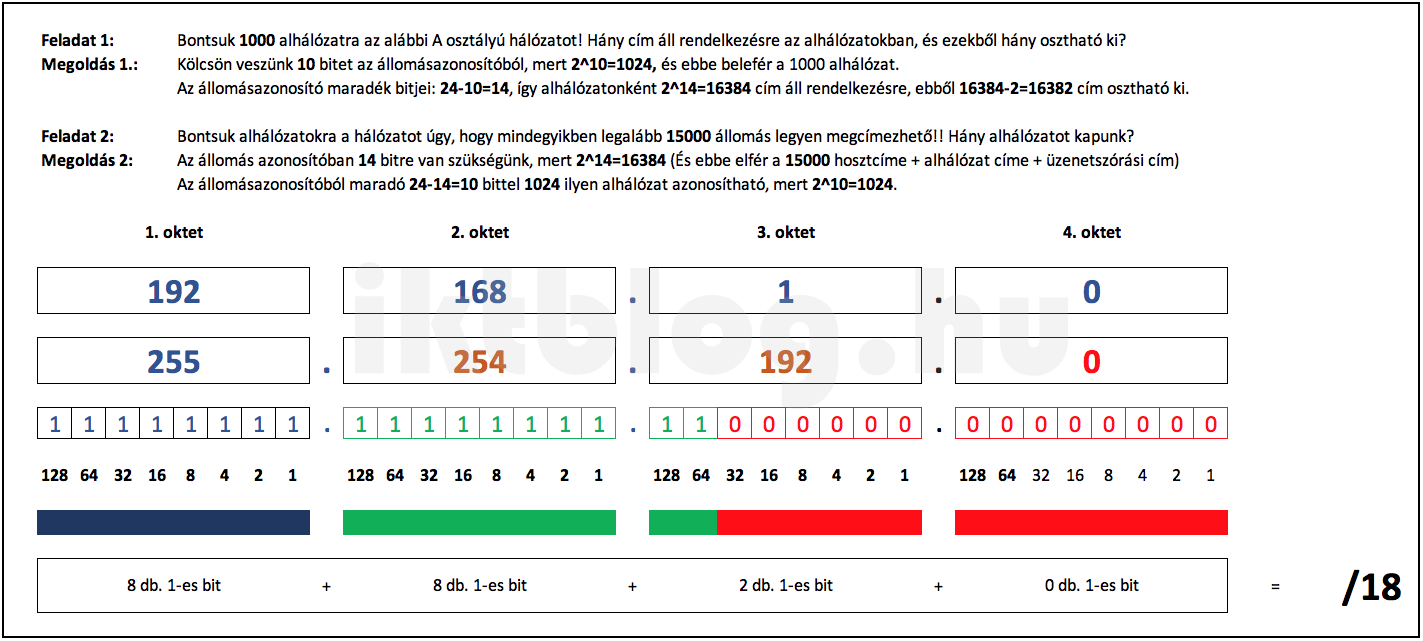 Feladat 1: Bontsuk 1000 alhálózatra az alábbi A osztályú hálózatot! Hány cím áll rendelkezésre az alhálózatokban, és ezekből hány osztható ki?
Megoldás 1.: Kölcsön veszünk 10 bitet az állomásazonosítóból, mert 2^10=1024, és ebbe belefér a 1000 alhálózat.
Az állomásazonosító maradék bitjei: 24-10=14, így alhálózatonként 2^14=16384 cím áll rendelkezésre, ebből 16384-2=16382 cím osztható ki.
Feladat 2: Bontsuk alhálózatokra a hálózatot úgy, hogy mindegyikben legalább 15000 állomás legyen megcímezhető!! Hány alhálózatot kapunk?
Megoldás 2: Az állomás azonosítóban 14 bitre van szükségünk, mert 2^14=16384 (És ebbe elfér a 15000 hosztcíme + alhálózat címe + üzenetszórási cím)
Az állomásazonosítóból maradó 24-14=10 bittel 1024 ilyen alhálózat azonosítható, mert 2^10=1024.
1. oktet 2. oktet 3. oktet 4. oktet
192 168 . 1 . 0
iktblog.hu
255 . 254 . 192 . 0
1 1 1 1 1 1 1 1 . 1 1 1 1 1 1 1 1 . 1 1 0 0 0 0 0 0 . 0 0 0 0 0 0 0 0
128 64 32 16 8 4 2 1 128 64 32 16 8 4 2 1 128 64 32 16 8 4 2 1 128 64 32 16 8 4 2 1
8 db. 1-es bit + 8 db. 1-es bit + 2 db. 1-es bit + 0 db. 1-es bit = /18